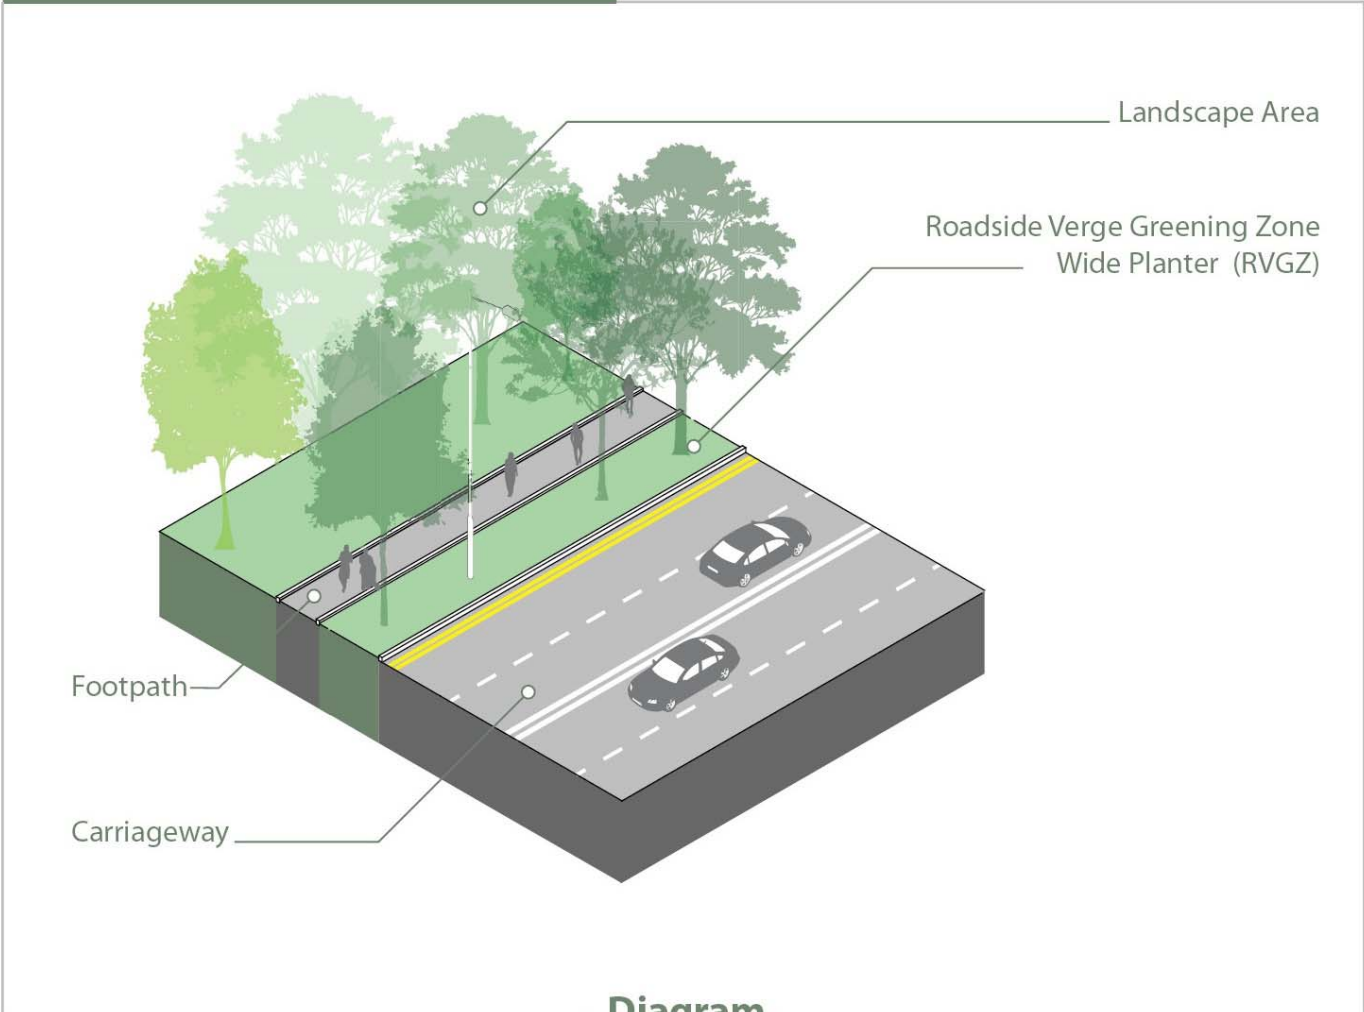 Landscape Area
Roadside Verge Greening Zone
Wide Planter (RVGZ)
Footpath
Carriageway
Diagram